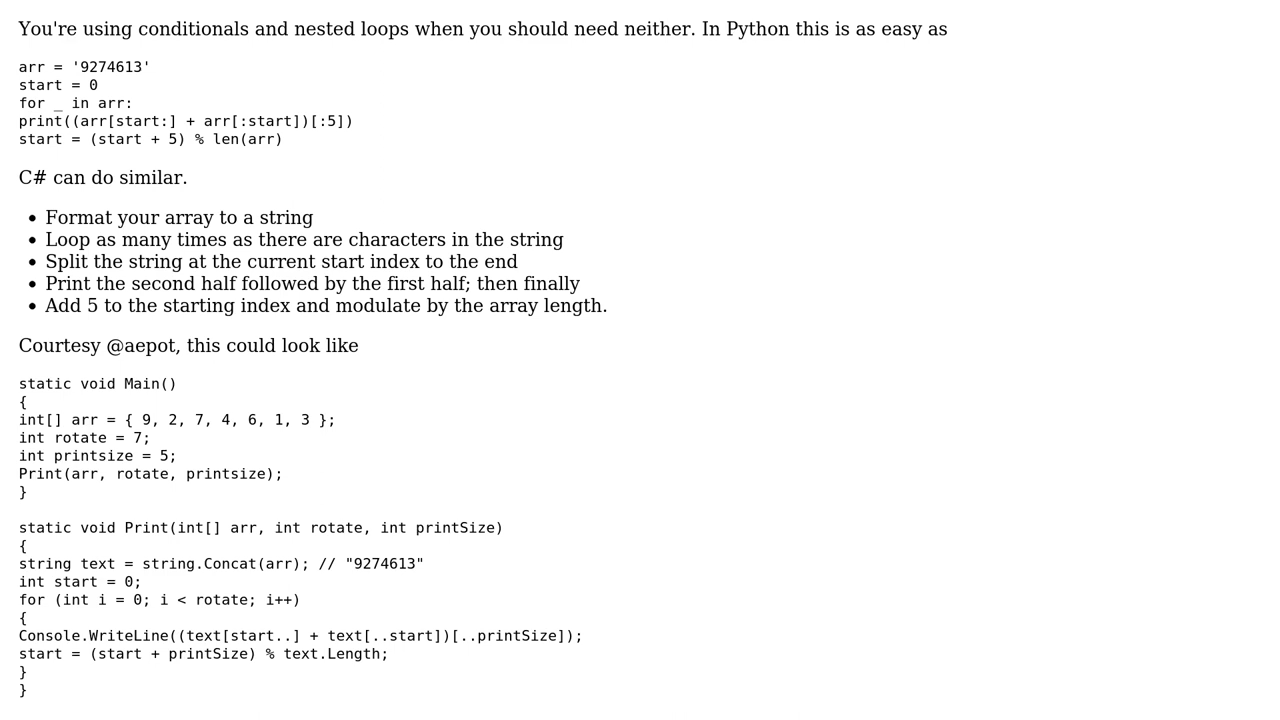 You're using conditionals and nested loops when you should need neither. In Python this is as easy as
arr = '9274613'
start = 0
for _ in arr:
print((arr[start:] + arr[:start])[:5])
start = (start + 5) % len(arr)
C# can do similar.
• Format your array to a string
• Loop as many times as there are characters in the string
• Split the string at the current start index to the end
• Print the second half followed by the first half; then finally
• Add 5 to the starting index and modulate by the array length.
Courtesy @aepot, this could look like
static void Main()
{
int[] arr = { 9, 2, 7, 4, 6, 1, 3 };
int rotate = 7;
int printsize = 5;
Print(arr, rotate, printsize);
}
static void Print(int[] arr, int rotate, int printSize)
{
string text = string.Concat(arr); // "9274613"
int start = 0;
for (int i = 0; i < rotate; i++)
{
Console.WriteLine((text[start..] + text[..start])[..printSize]);
start = (start + printSize) % text.Length;
}
}